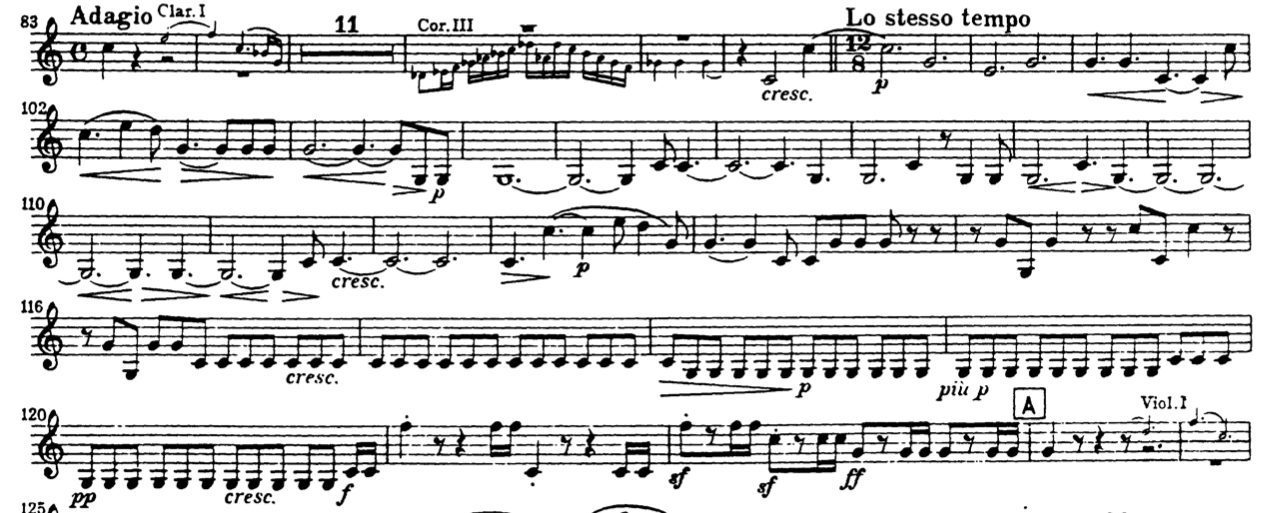 83 Adagio Clar. I 11 Cor. III Lo stesso tempo
12
8
cresc. p
102
p
110
cresc. p
116
cresc. p più p
A Viol. I
120
pp cresc. f sf sf ff
125